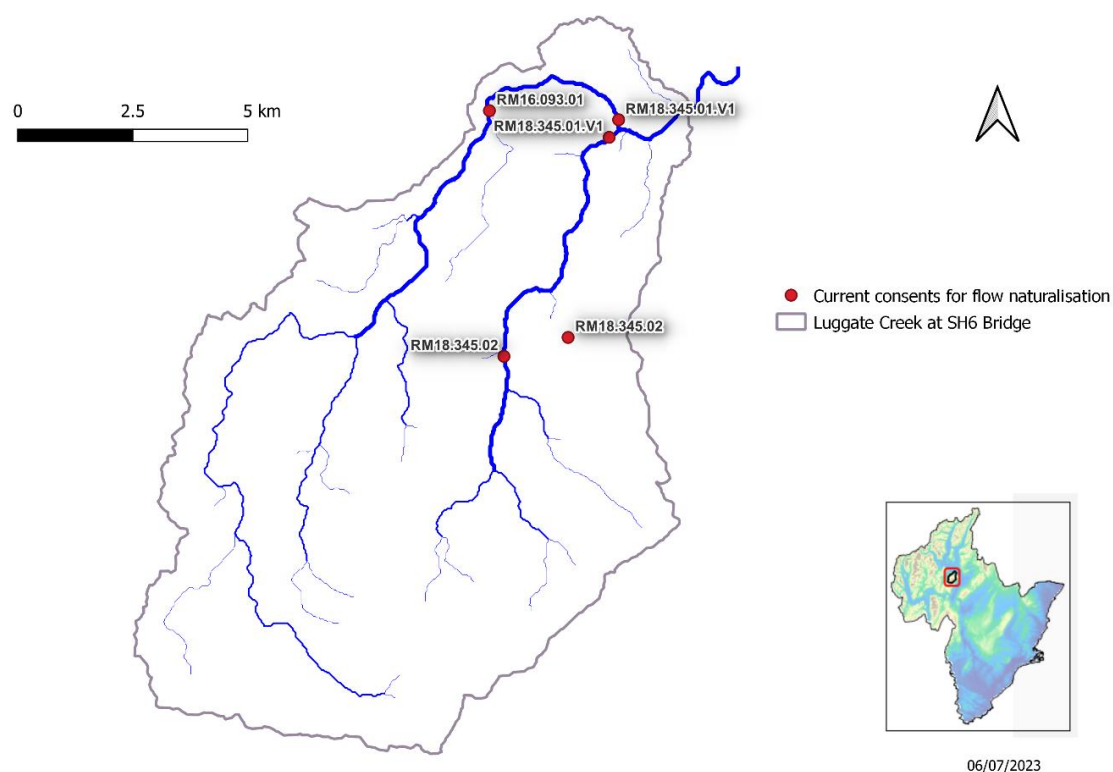 0 2.5 5 km
RM16.093.01
RM18.345.01.V1
RM18.345.01.V1
RM18.345.02
RM18.345.02
Current consents for flow naturalisation
Luggate Creek at SH6 Bridge
06/07/2023